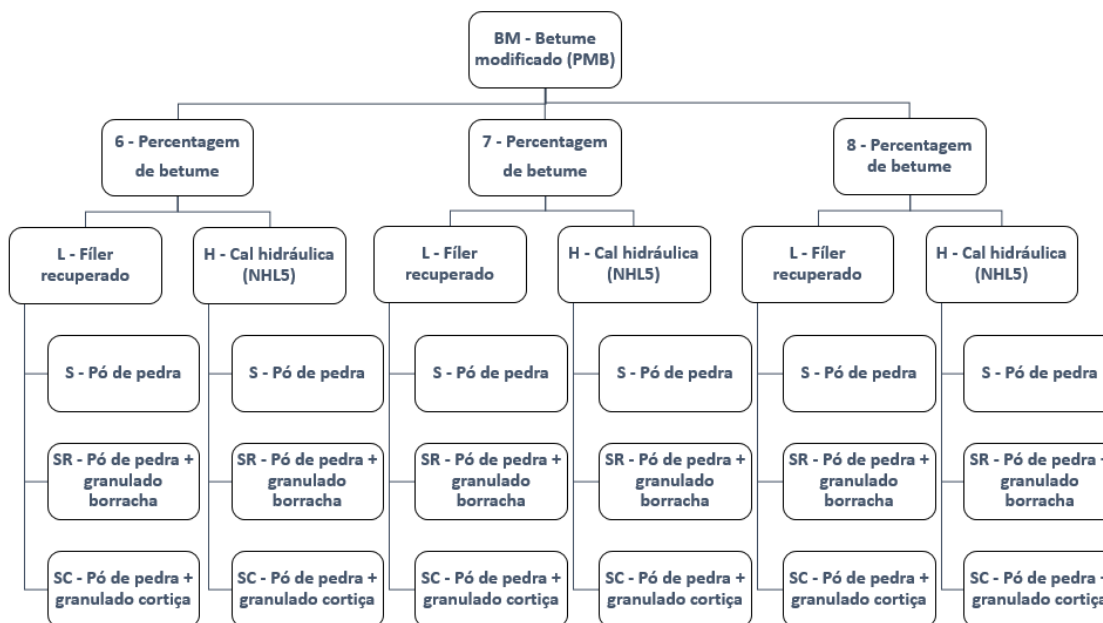 BM - Betume
modificado (PMB)
6 - Percentagem
de betume
7 - Percentagem
de betume
8 - Percentagem
de betume
L - Fíler
recuperado
H - Cal hidráulica
(NHL5)
L - Fíler
recuperado
H - Cal hidráulica
(NHL5)
L - Fíler
recuperado
H - Cal hidráulica
(NHL5)
S - Pó de pedra
S - Pó de pedra
S - Pó de pedra
S - Pó de pedra
S - Pó de pedra
S - Pó de pedra
SR - Pó de pedra +
granulado
borracha
SR - Pó de pedra +
granulado
borracha
SR - Pó de pedra +
granulado
borracha
SR - Pó de pedra +
granulado
borracha
SR - Pó de pedra +
granulado
borracha
SR - Pó de pedra +
granulado
borracha
SC - Pó de pedra +
granulado cortiça
SC - Pó de pedra +
granulado cortiça
SC - Pó de pedra +
granulado cortiça
SC - Pó de pedra +
granulado cortiça
SC - Pó de pedra +
granulado cortiça
SC - Pó de pedra +
granulado cortiça